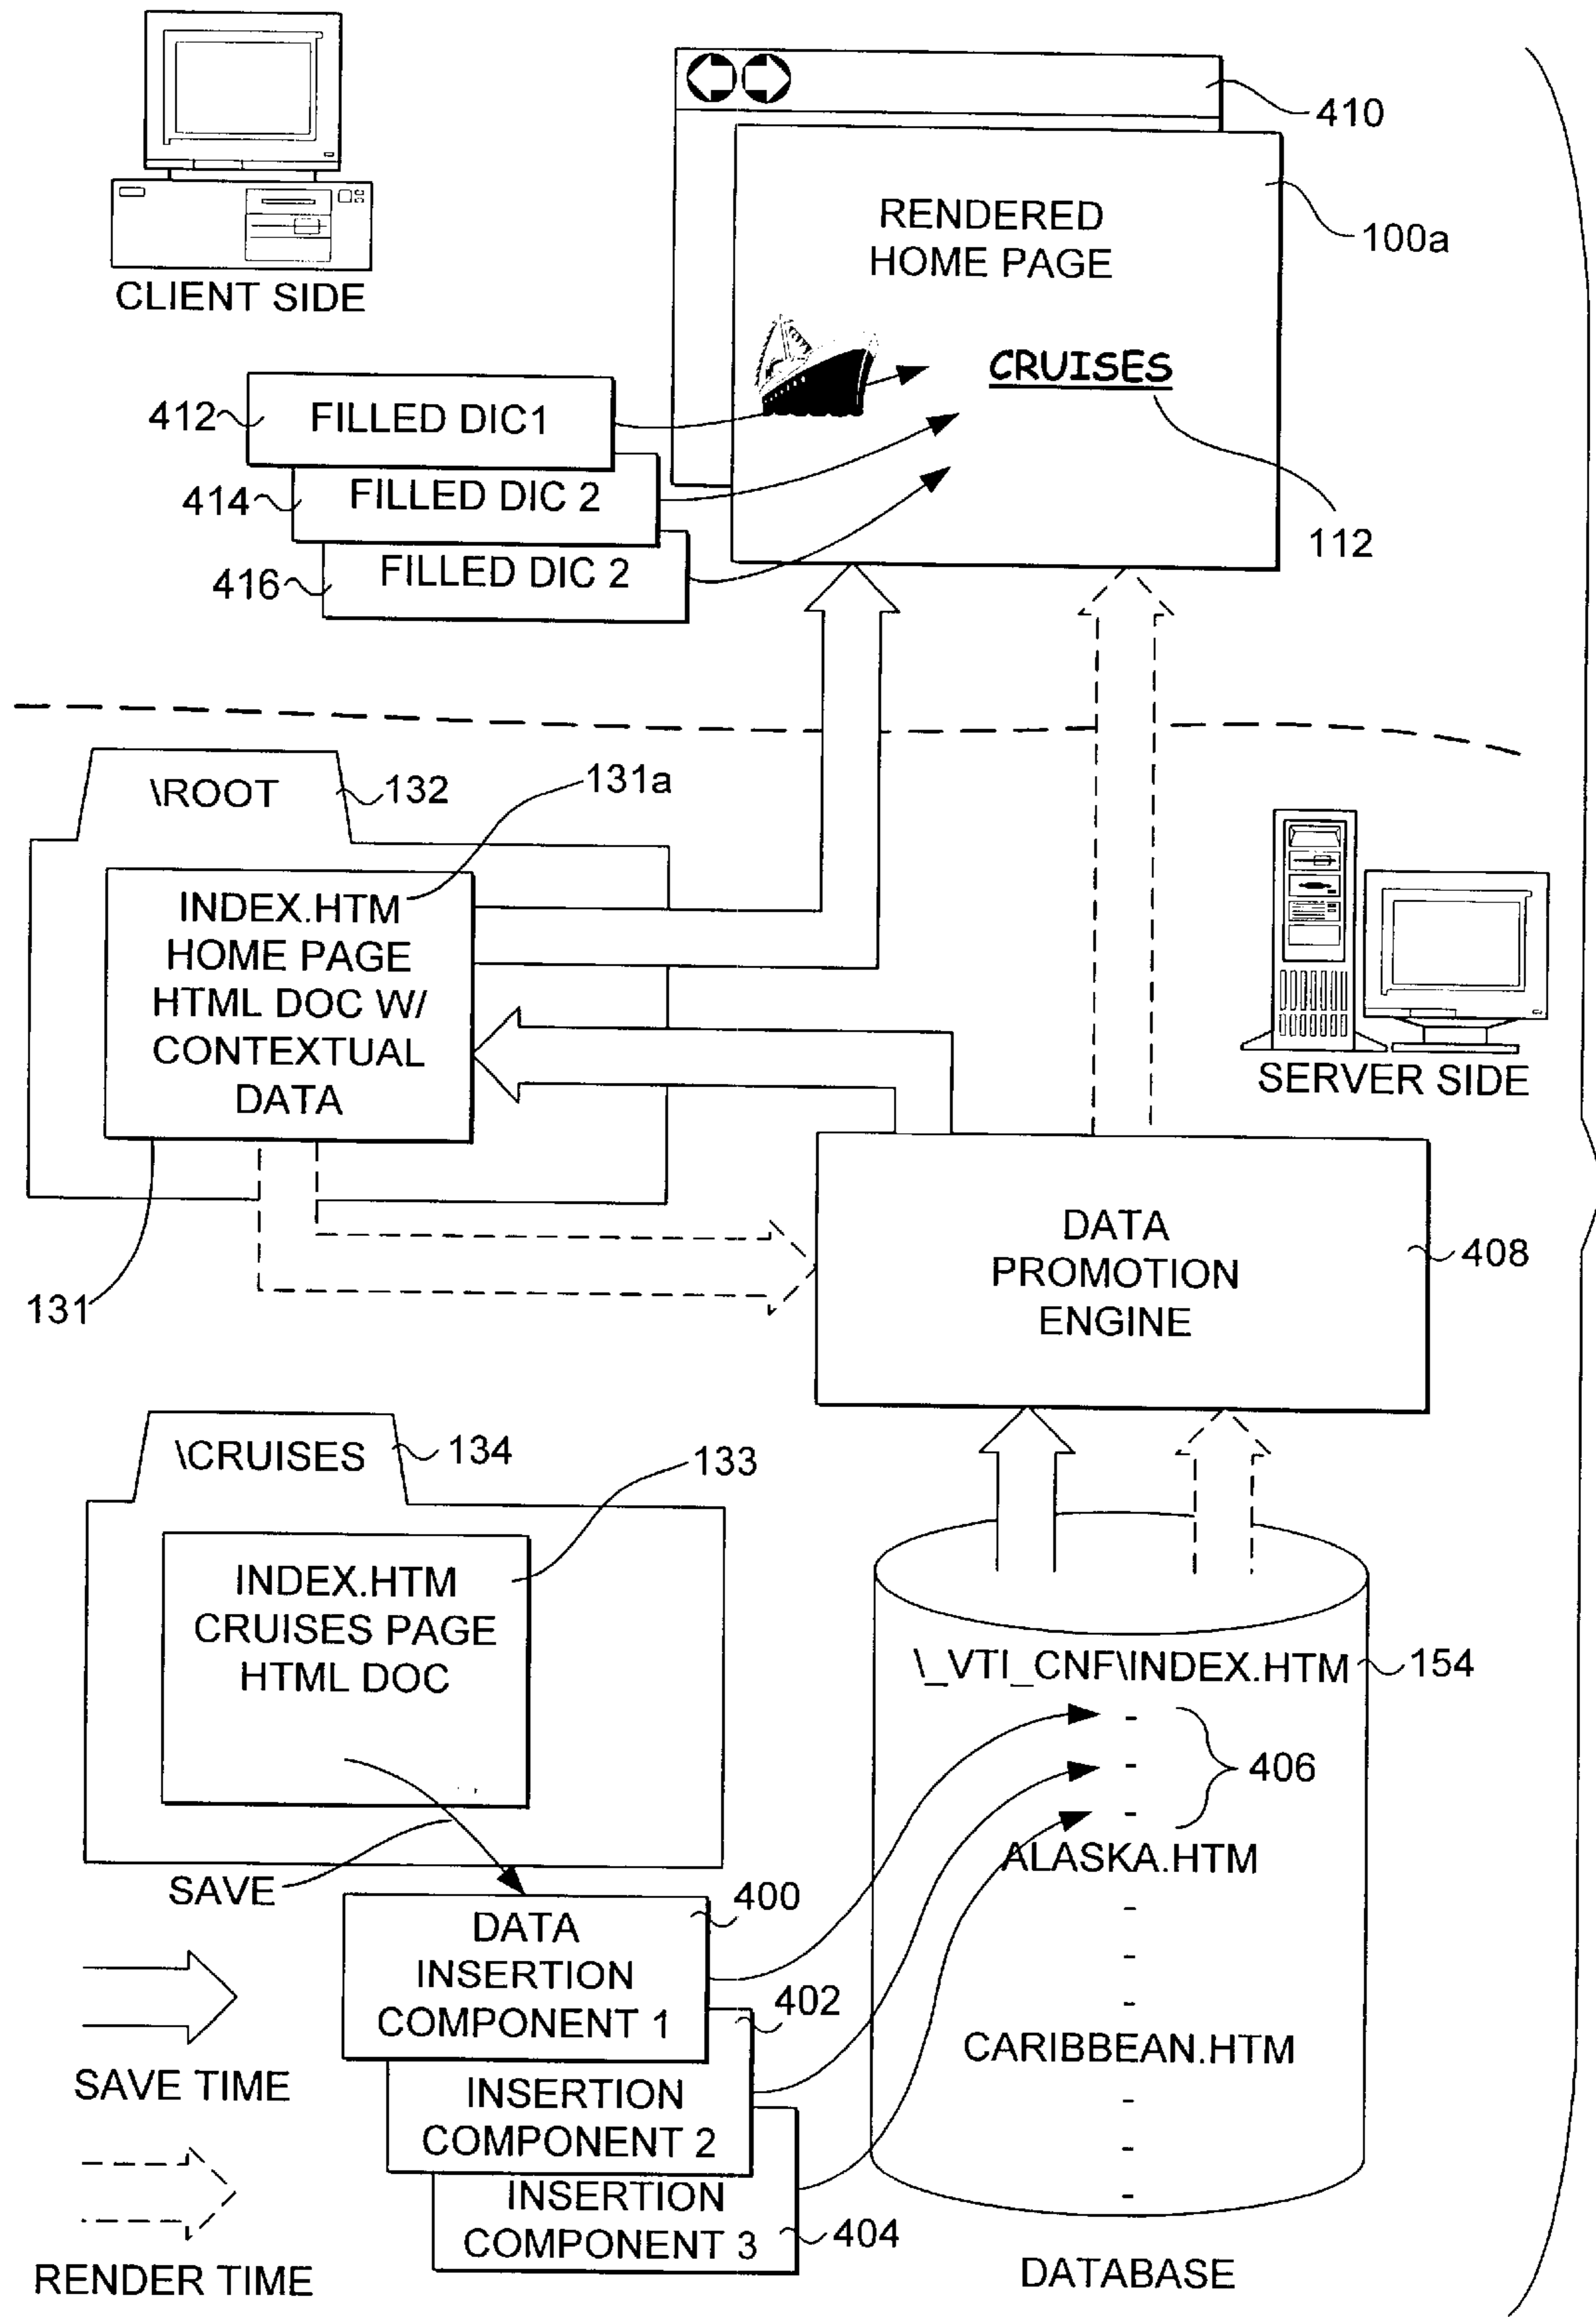 410
RENDERED
HOME PAGE
100a
CLIENT SIDE
CRUISES
412
FILLED DIC1
414
FILLED DIC 2
416
FILLED DIC 2
112
\ROOT
132
131a
INDEX.HTM
HOME PAGE
HTML DOC W/
CONTEXTUAL
DATA
SERVER SIDE
131
DATA
PROMOTION
ENGINE
408
\CRUISES
134
133
INDEX.HTM
CRUISES PAGE
HTML DOC
\_VTI_CNF\INDEX.HTM
154
-
-
-
406
ALASKA.HTM
-
-
-
CARIBBEAN.HTM
-
-
-
SAVE
400
DATA
INSERTION
COMPONENT 1
402
INSERTION
COMPONENT 2
INSERTION
COMPONENT 3
404
SAVE TIME
RENDER TIME
DATABASE